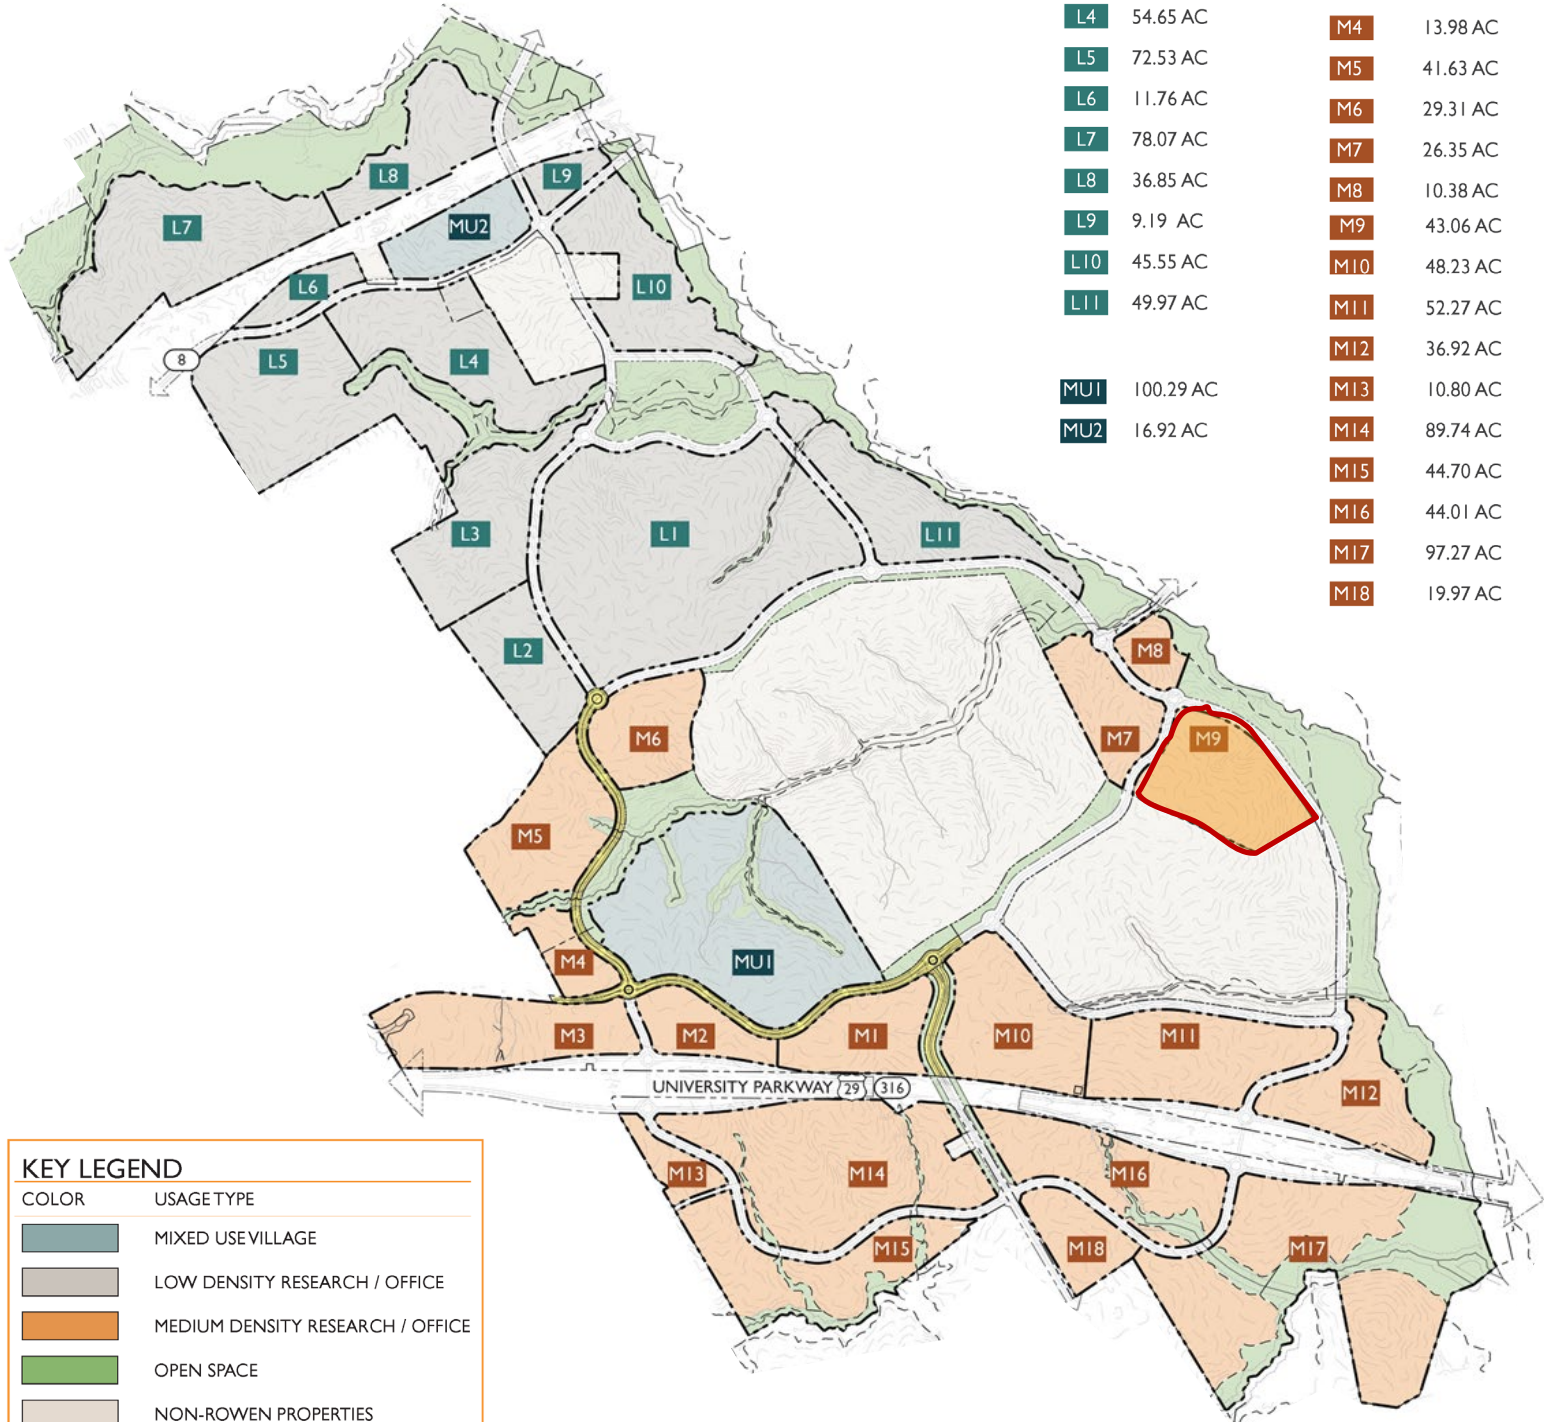 L4 54.65 AC
L5 72.53 AC
L6 11.76 AC
L7 78.07 AC
L8 36.85 AC
L9 9.19 AC
L10 45.55 AC
L11 49.97 AC
MU1 100.29 AC
MU2 16.92 AC
M4 13.98 AC
M5 41.63 AC
M6 29.31 AC
M7 26.35 AC
M8 10.38 AC
M9 43.06 AC
M10 48.23 AC
M11 52.27 AC
M12 36.92 AC
M13 10.80 AC
M14 89.74 AC
M15 44.70 AC
M16 44.01 AC
M17 97.27 AC
M18 19.97 AC
L8
L9
L7
MU2
L6
L10
8
L5
L4
L3
L1
L11
L2
M8
M6
M7
M9
M5
M4
MU1
M3
M2
M1
M10
M11
UNIVERSITY PARKWAY 29 316
M12
M13
M14
M16
M15
M18
M17
KEY LEGEND
COLOR USAGE TYPE
MIXED USE VILLAGE
LOW DENSITY RESEARCH / OFFICE
MEDIUM DENSITY RESEARCH / OFFICE
OPEN SPACE
NON-ROWEN PROPERTIES